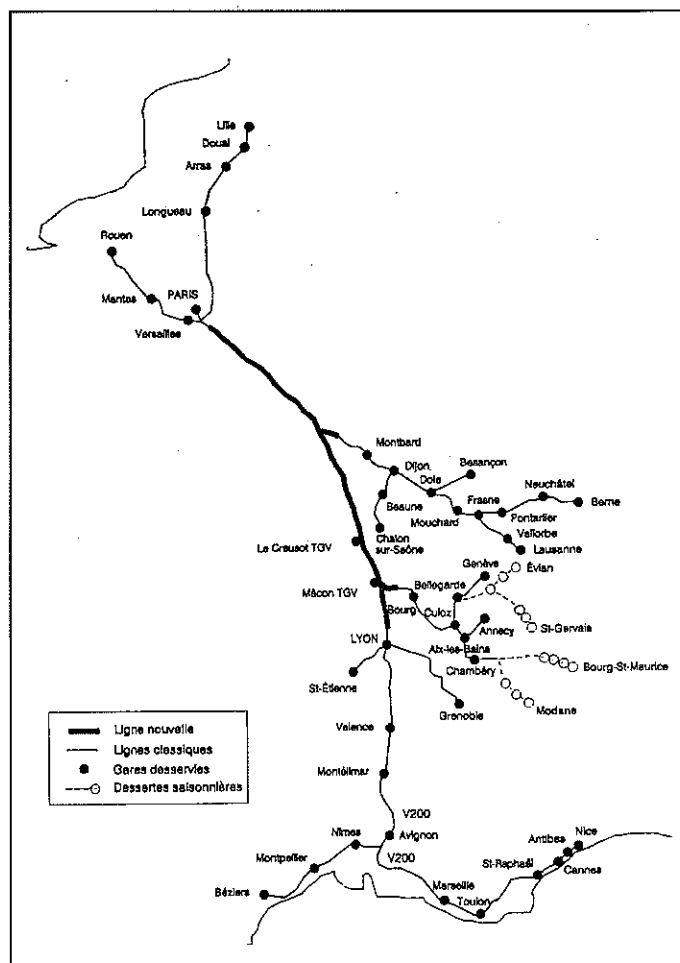 Lille
Douai
Arras
Longueau
Rouen
Mantes
PARIS
Versailles
Montbard
Dijon
Besançon
Dole
Neuchâtel
Beaune
Frasne
Berne
Mouchard
Pontarlier
Chalon
sur-Saône
Vallorbe
Le Creusot TGV
Lausanne
Genève
Évian
Bellegarde
Mâcon TGV
Bourg
Culoz
Annecy
St-Gervais
LYON
Aix-les-Bains
Chambéry
Bourg-St-Maurice
St-Étienne
Grenoble
Modane
Valence
Ligne nouvelle
Lignes classiques
Gares desservies
Dessertes saisonnières
Montélimar
V200
Avignon
Nîmes
V200
Montpellier
Béziers
Marseille
Toulon
St-Raphaël
Antibes
Nice
Cannes